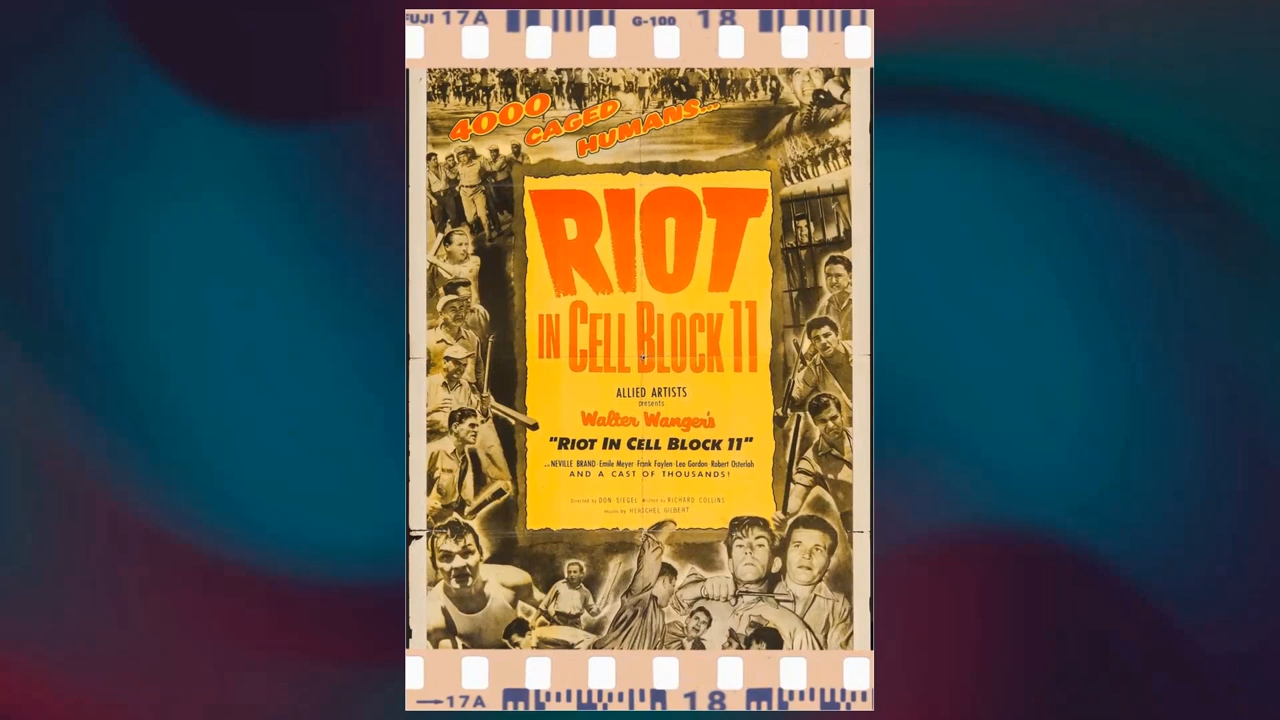 FUJI 17A G-100 18
4000
CAGED
HUMANS...
RIOT
IN CELL BLOCK 11
ALLIED ARTISTS
presents
Walter Wanger's
"RIOT IN CELL BLOCK 11"
NEVILLE BRAND · Emile Meyer · Frank Faylen · Leo Gordon · Robert Osterloh
AND A CAST OF THOUSANDS!
Directed by DON SIEGEL Written by RICHARD COLLINS
Music by HERSCHEL GILBERT
17A 18